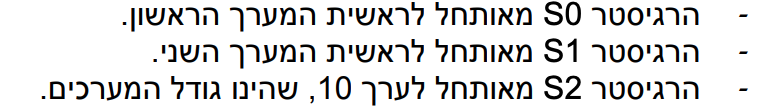 - הרגיסטר S0 מאותחל לראשית המערך הראשון.
- הרגיסטר S1 מאותחל לראשית המערך השני.
- הרגיסטר S2 מאותחל לערך 10, שהינו גודל המערכים.